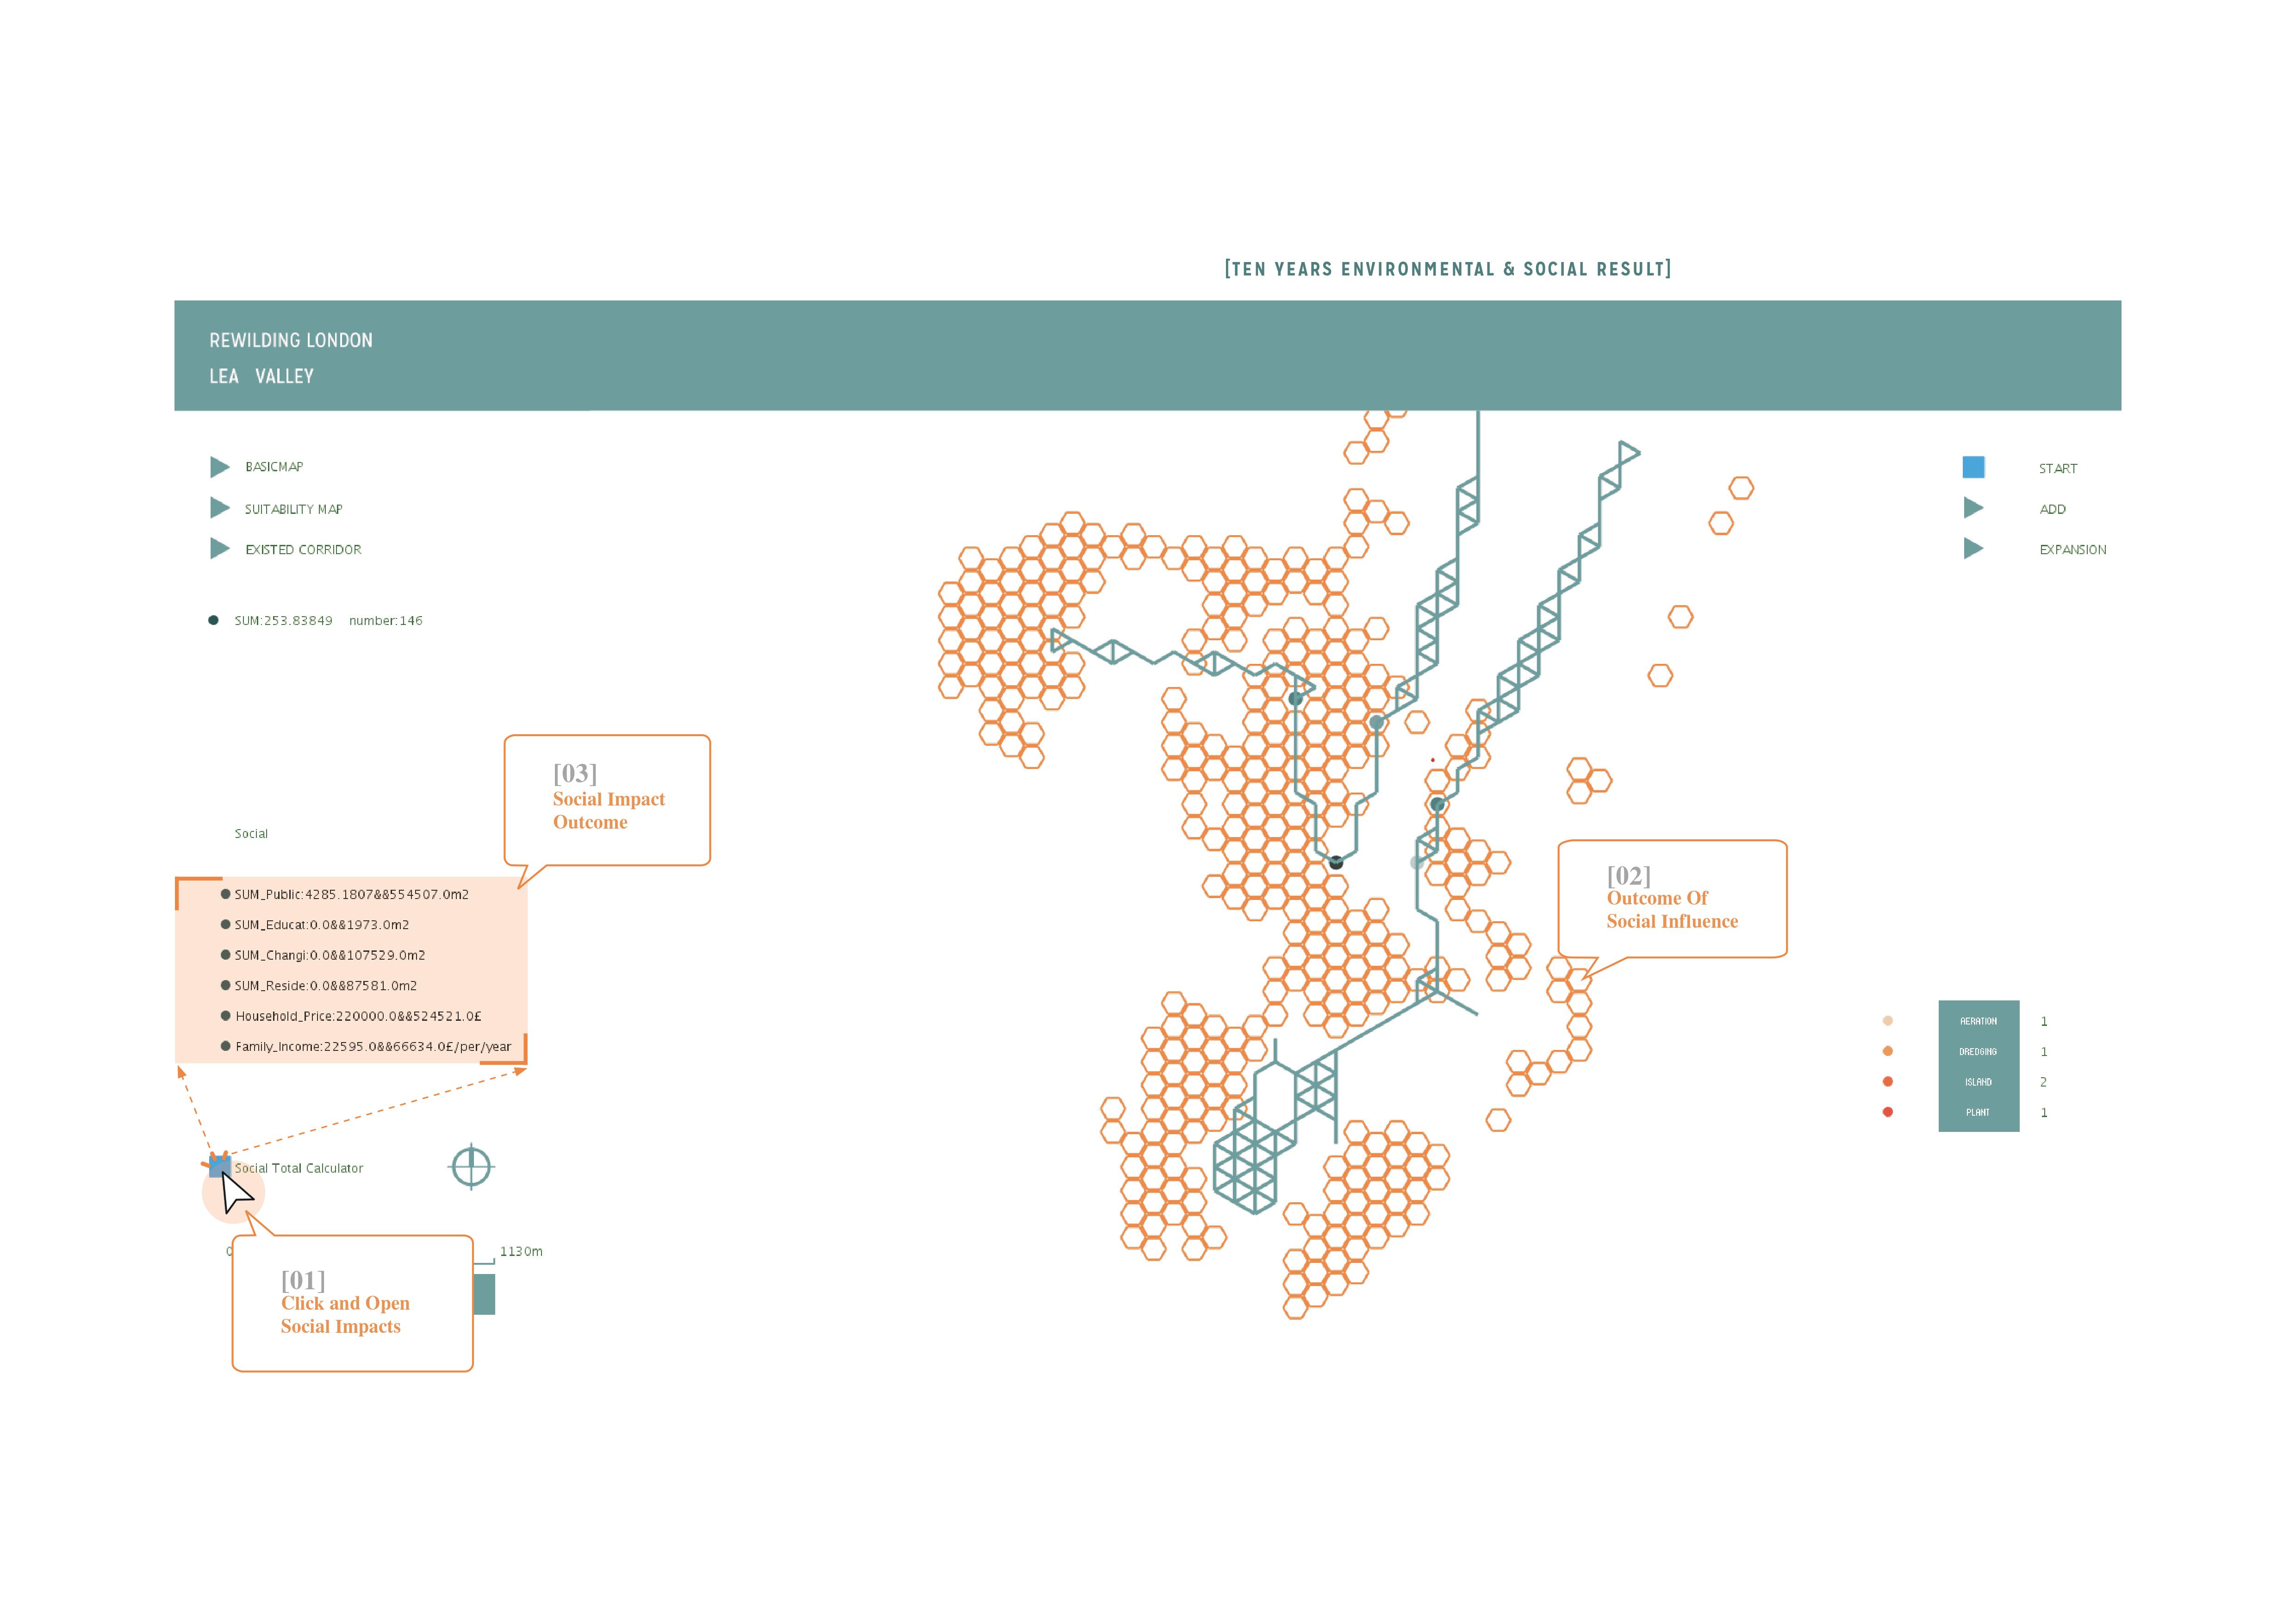 [TEN YEARS ENVIRONMENTAL & SOCIAL RESULT]
REWILDING LONDON
LEA VALLEY
BASICMAP
SUITABILITY MAP
EXISTED CORRIDOR
SUM:253.83849 number:146
START
ADD
EXPANSION
[03]
Social Impact
Outcome
Social
SUM_Public:4285.1807&&554507.0m2
SUM_Educat:0.0&&1973.0m2
SUM_Changi:0.0&&107529.0m2
SUM_Reside:0.0&&87581.0m2
Household_Price:220000.0&&524521.0£
Family_Income:22595.0&&66634.0£/per/year
[02]
Outcome Of
Social Influence
AERATION 1
DREDGING 1
ISLAND 2
PLANT 1
Social Total Calculator
0 1130m
[01]
Click and Open
Social Impacts